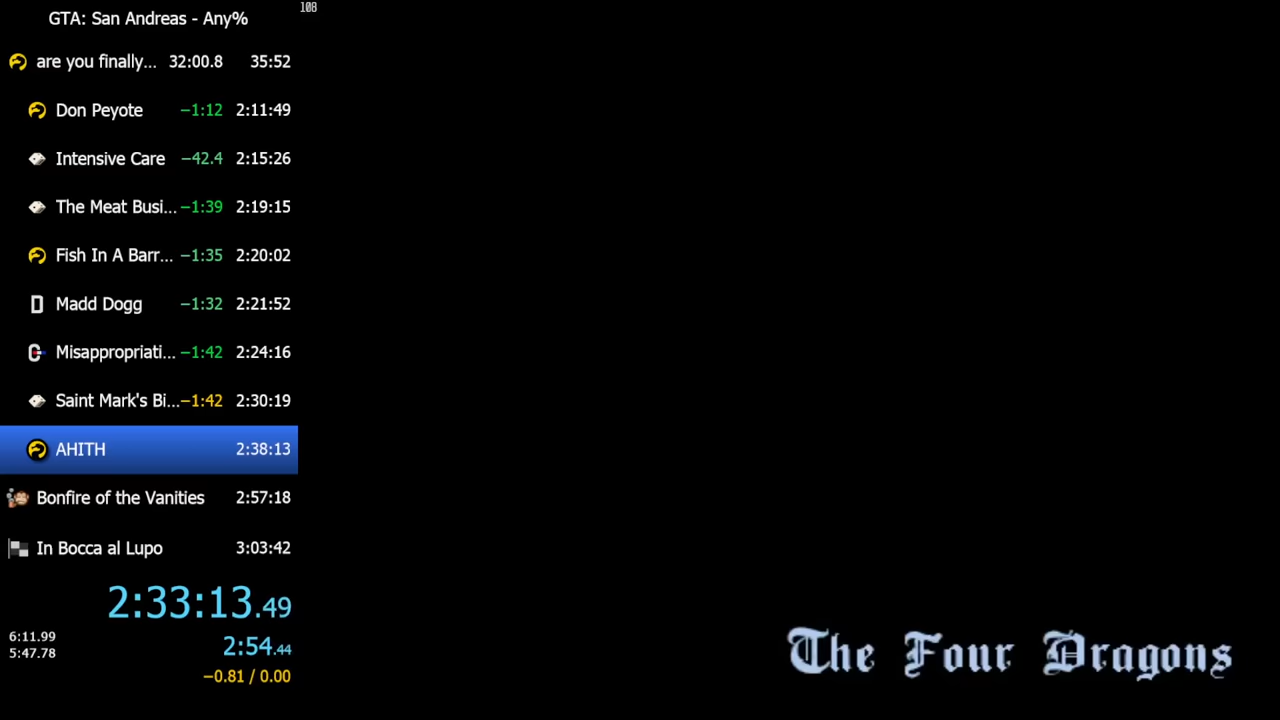 GTA: San Andreas - Any%
108
are you finally... 32:00.8 35:52
Don Peyote −1:12 2:11:49
Intensive Care −42.4 2:15:26
The Meat Busi... −1:39 2:19:15
Fish In A Barr... −1:35 2:20:02
Madd Dogg −1:32 2:21:52
Misappropriati... −1:42 2:24:16
Saint Mark's Bi... −1:42 2:30:19
AHITH 2:38:13
Bonfire of the Vanities 2:57:18
In Bocca al Lupo 3:03:42
2:33:13.49
6:11.99
5:47.78
2:54.44
−0.81 / 0.00
The Four Dragons